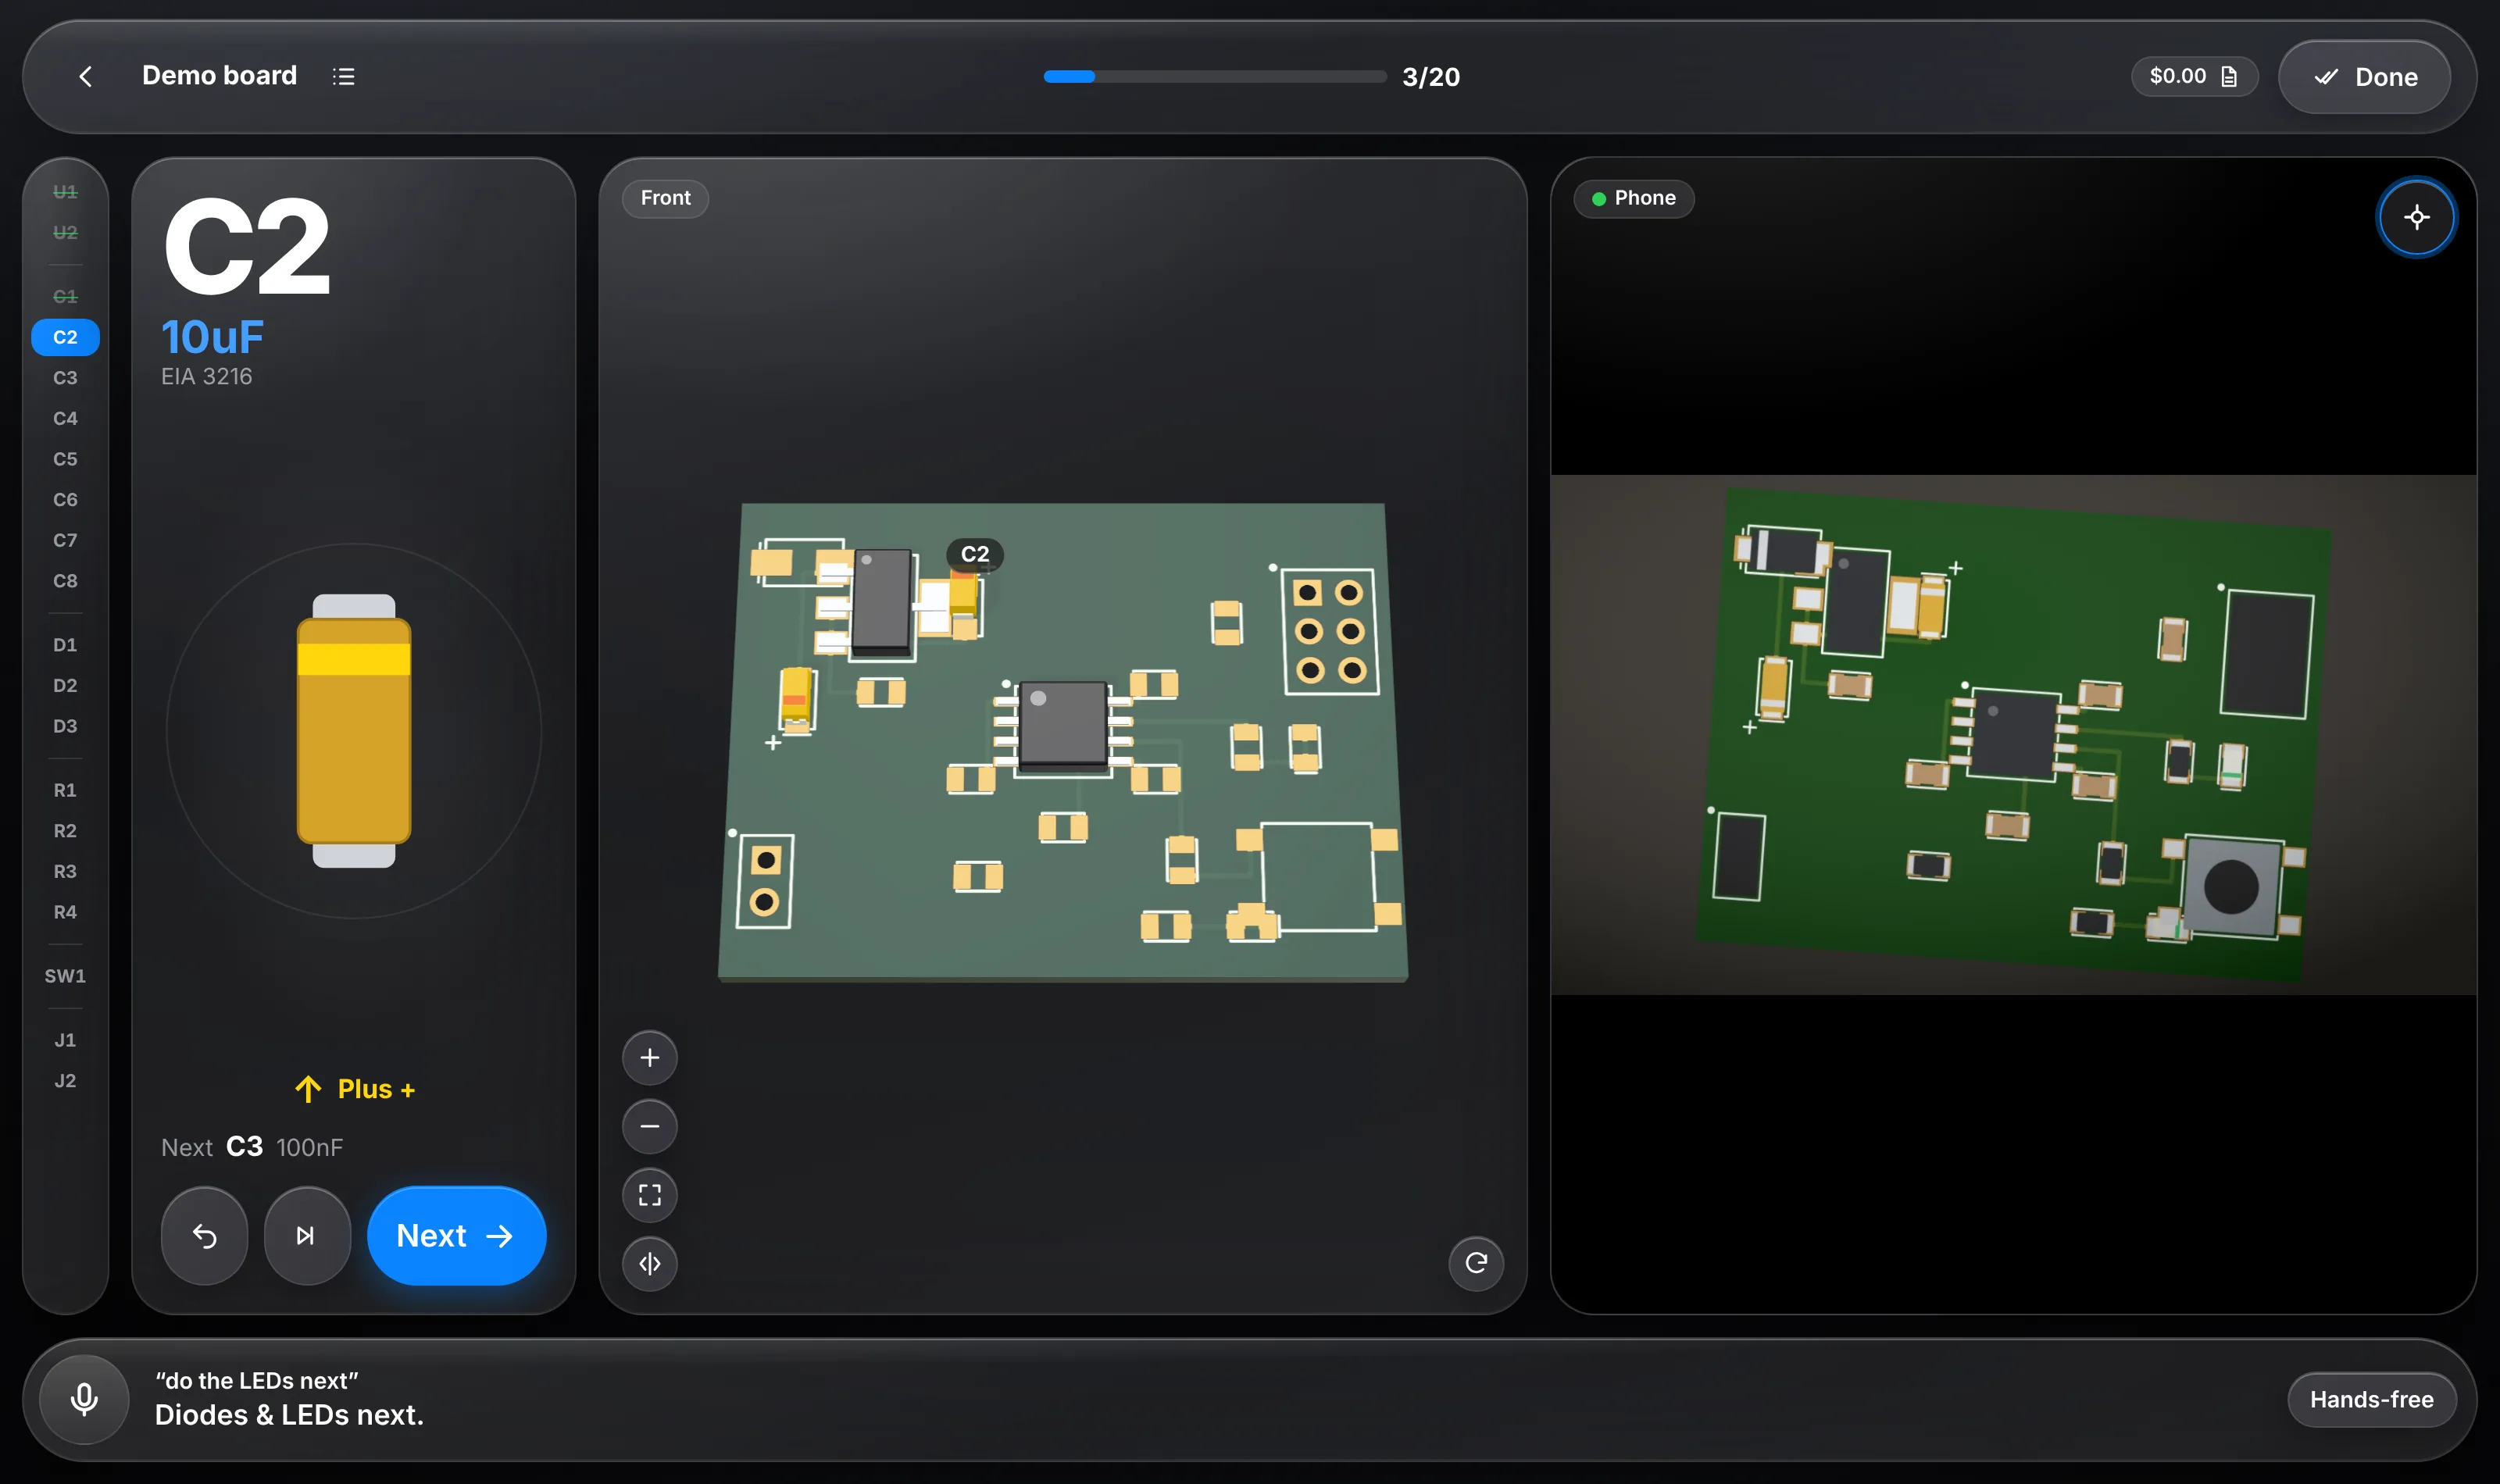 Demo board
3/20
$0.00
Done
U1
U2
C1
C2
C3
C4
C5
C6
C7
C8
D1
D2
D3
R1
R2
R3
R4
SW1
J1
J2
C2
10uF
EIA 3216
Plus +
Next C3 100nF
Next
Front
C2
+
+
Phone
+
+
“do the LEDs next”
Diodes & LEDs next.
Hands-free